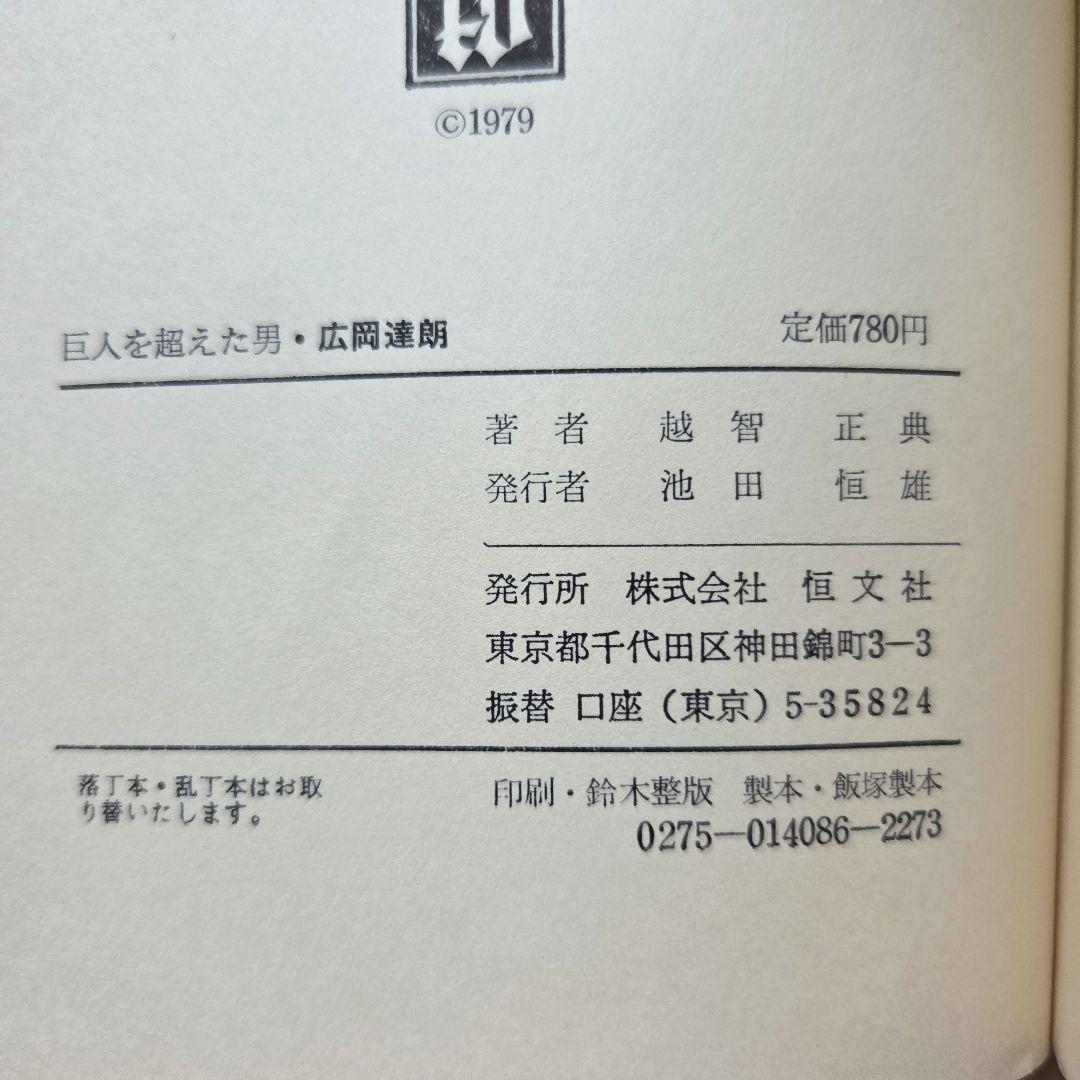 ©1979
巨人を超えた男・広岡達朗 定価780円
著者 越智正典
発行者 池田恒雄
発行所 株式会社 恒文社
東京都千代田区神田錦町3—3
振替 口座（東京）5-35824
落丁本・乱丁本はお取
り替いたします。
印刷・鈴木整版 製本・飯塚製本
0275—014086—2273